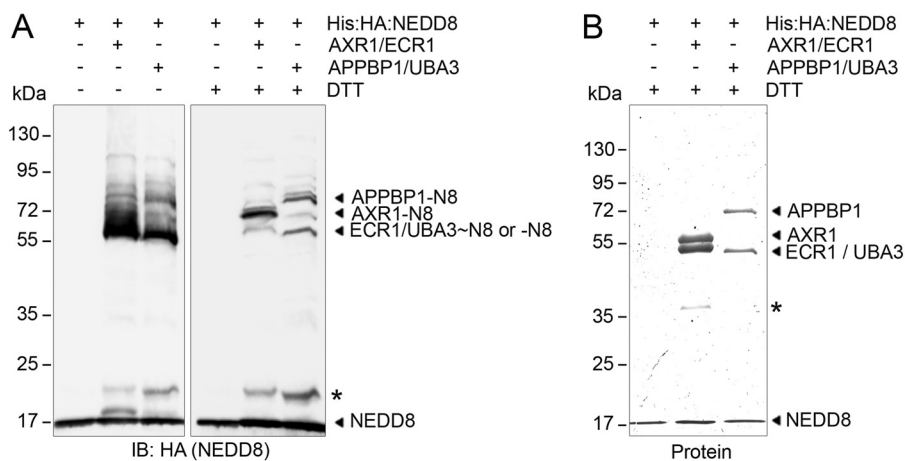 A
+ + + + + + His:HA:NEDD8
- + - - + - AXR1/ECR1
- - + - - + APPBP1/UBA3
- - - + + + DTT
kDa
130
95
72
55
35
25
17
APPBP1-N8
AXR1-N8
ECR1/UBA3~N8 or -N8
*
NEDD8
IB: HA (NEDD8)
B
+ + + His:HA:NEDD8
- + - AXR1/ECR1
- - + APPBP1/UBA3
+ + + DTT
kDa
130
95
72
55
35
25
17
APPBP1
AXR1
ECR1 / UBA3
*
NEDD8
Protein